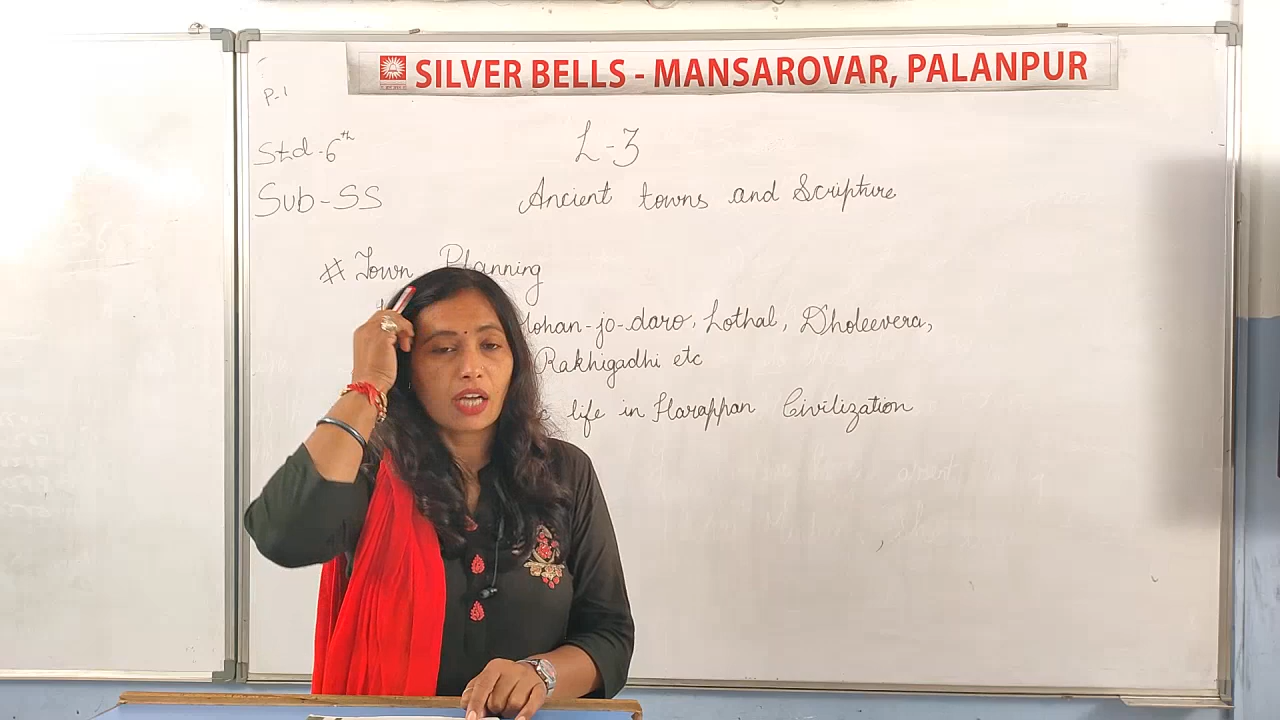 SILVER BELLS - MANSAROVAR, PALANPUR
P-1
Std-6th
L-3
Sub-SS
Ancient towns and Scripture
# Town Planning
Mohan-jo-daro, Lothal, Dholeevera,
Rakhigadhi etc
life in Harappan Civilization